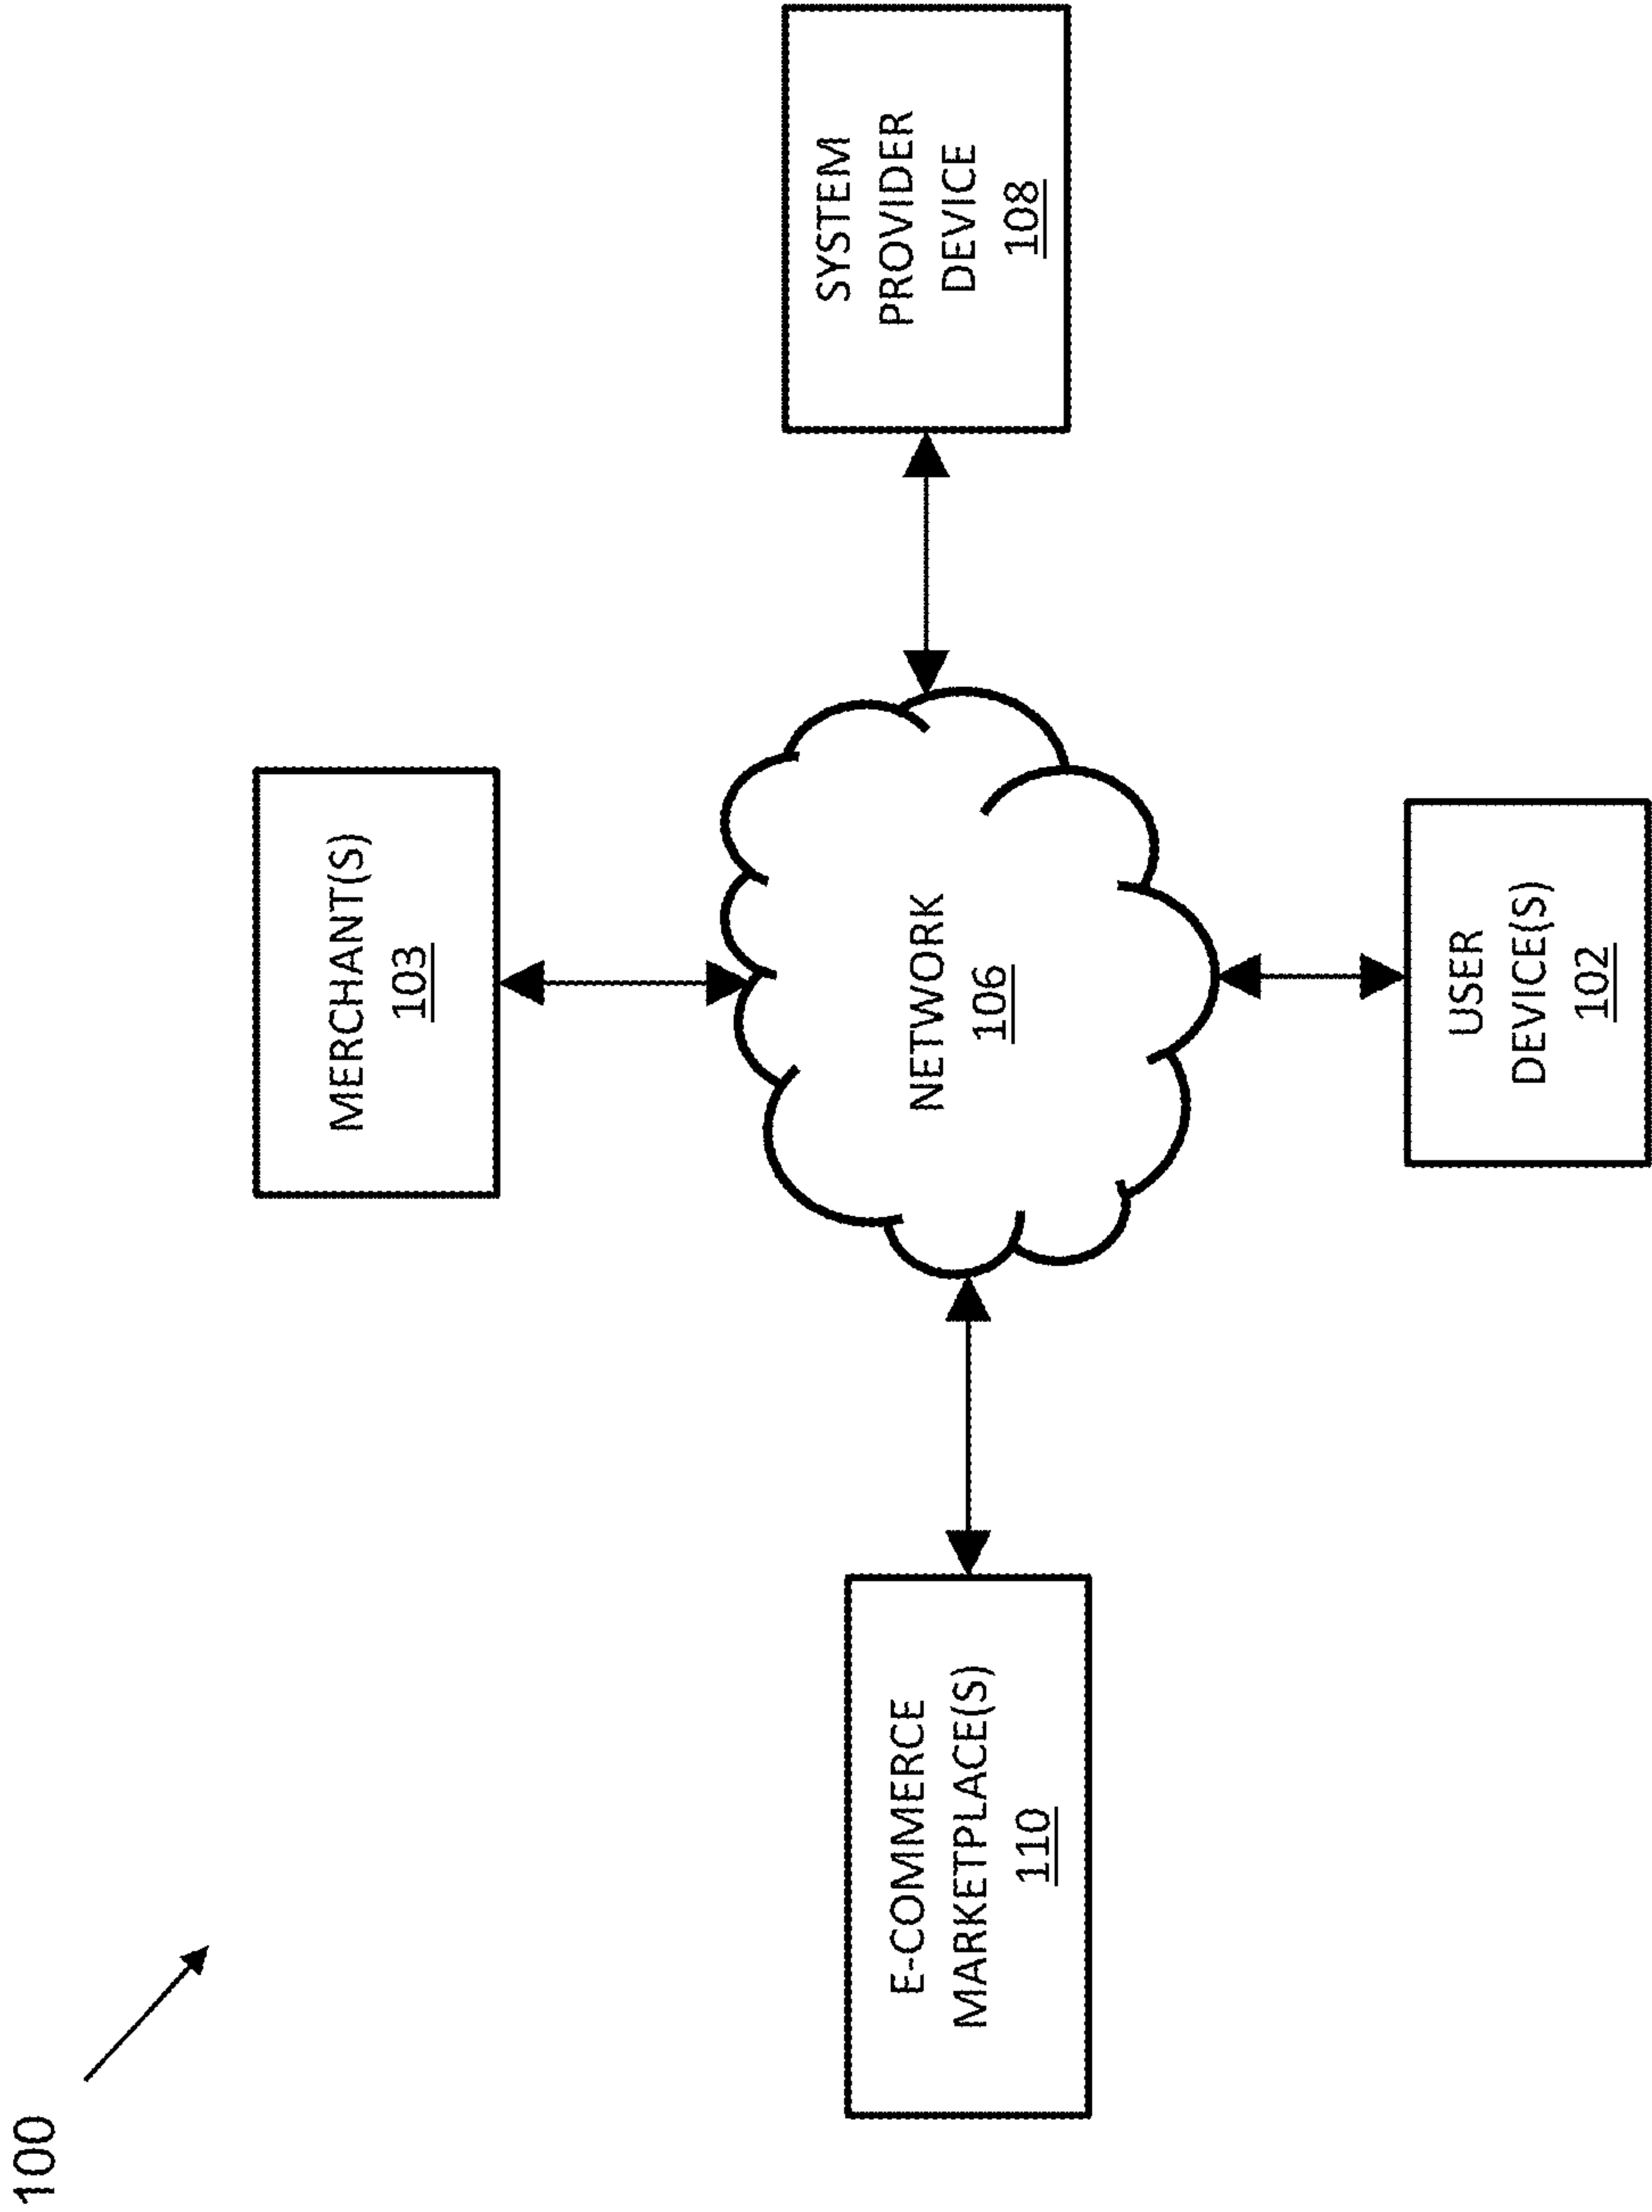 100
MERCHANT(S)
103
E-COMMERCE
MARKETPLACE(S)
110
NETWORK
106
SYSTEM
PROVIDER
DEVICE
108
USER
DEVICE(S)
102